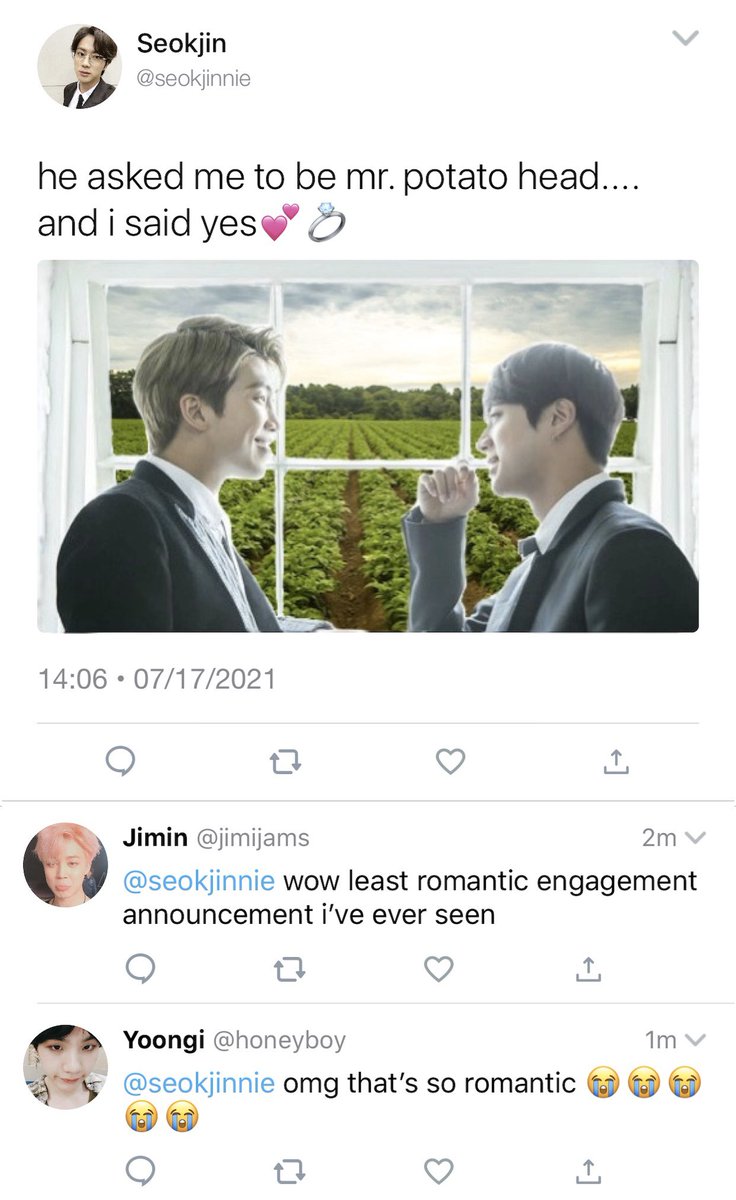 Seokjin
@seokjinnie
he asked me to be mr. potato head....
and i said yes💕💍
14:06 • 07/17/2021
Jimin @jimijams 2m
@seokjinnie wow least romantic engagement
announcement i've ever seen
Yoongi @honeyboy 1m
@seokjinnie omg that's so romantic 😭😭😭
😭😭